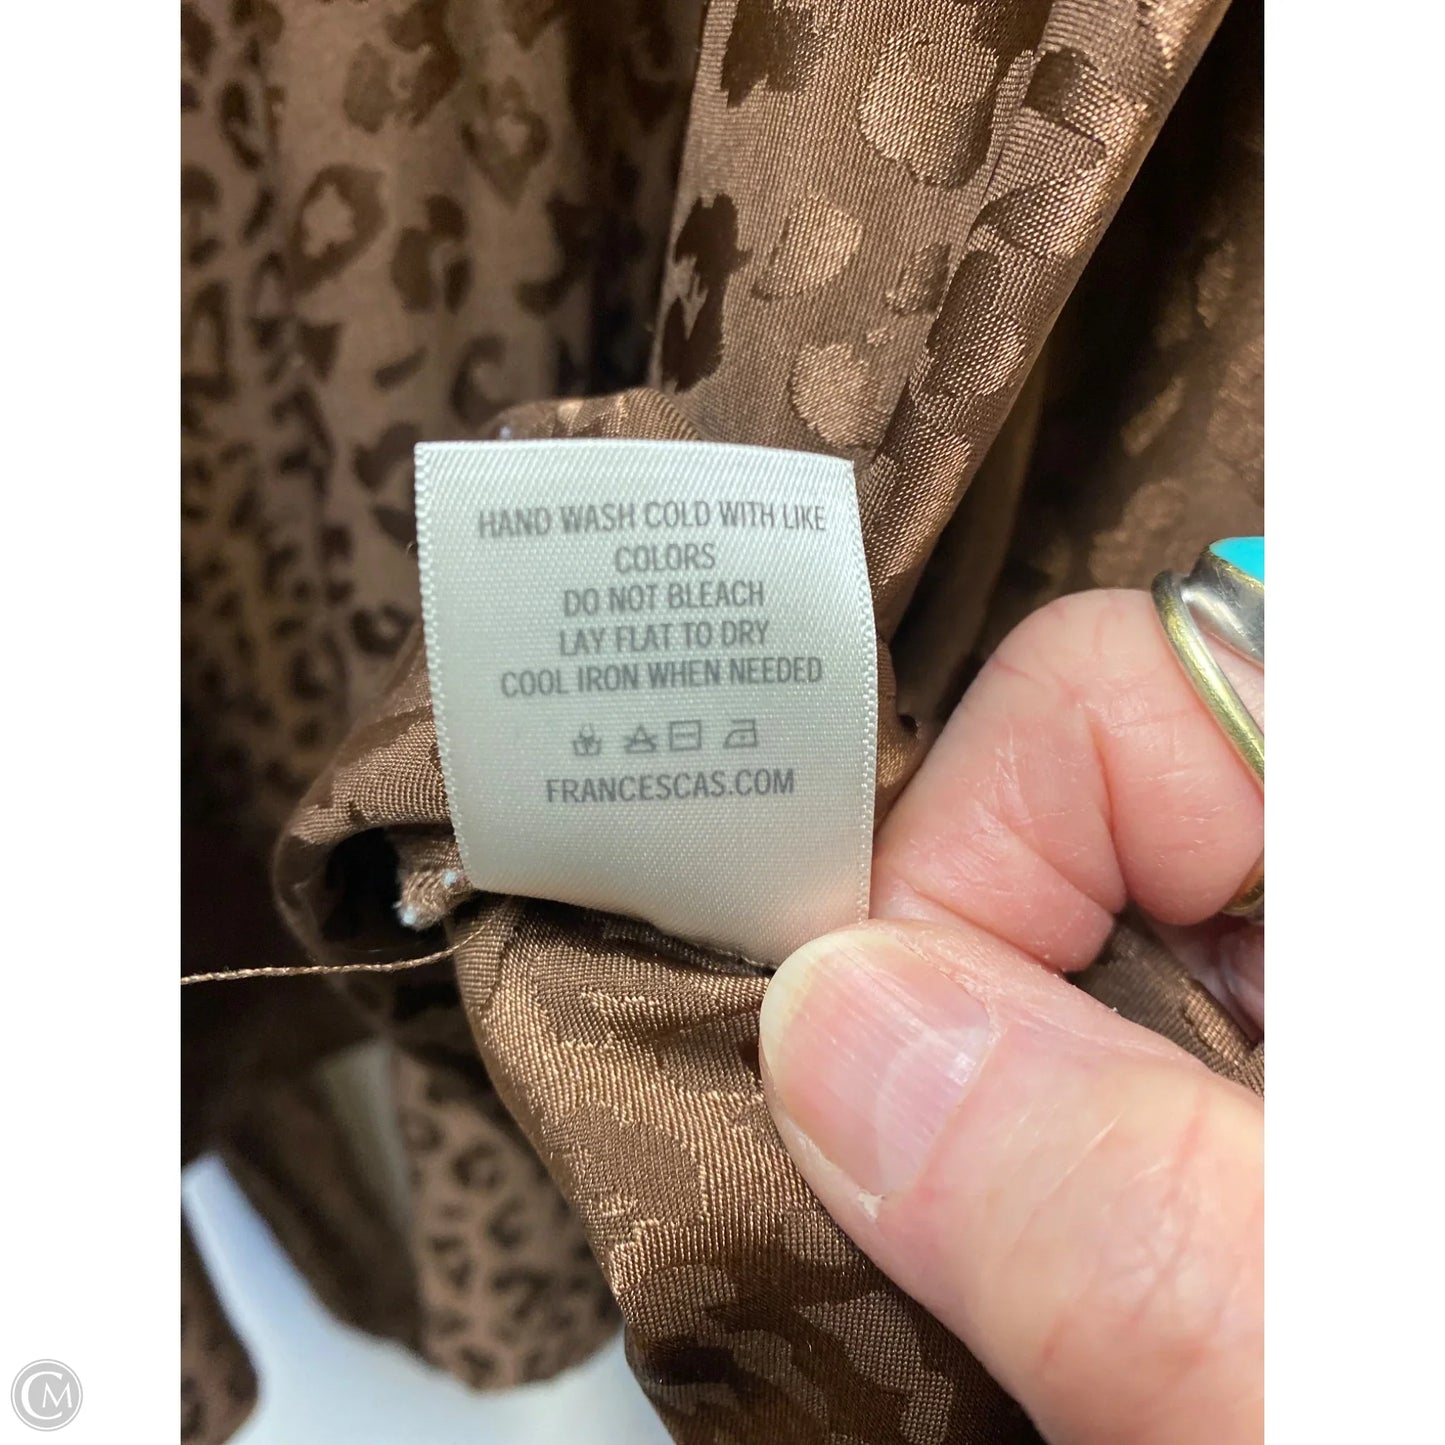 HAND WASH COLD WITH LIKE
COLORS
DO NOT BLEACH
LAY FLAT TO DRY
COOL IRON WHEN NEEDED
FRANCESCAS.COM
CM